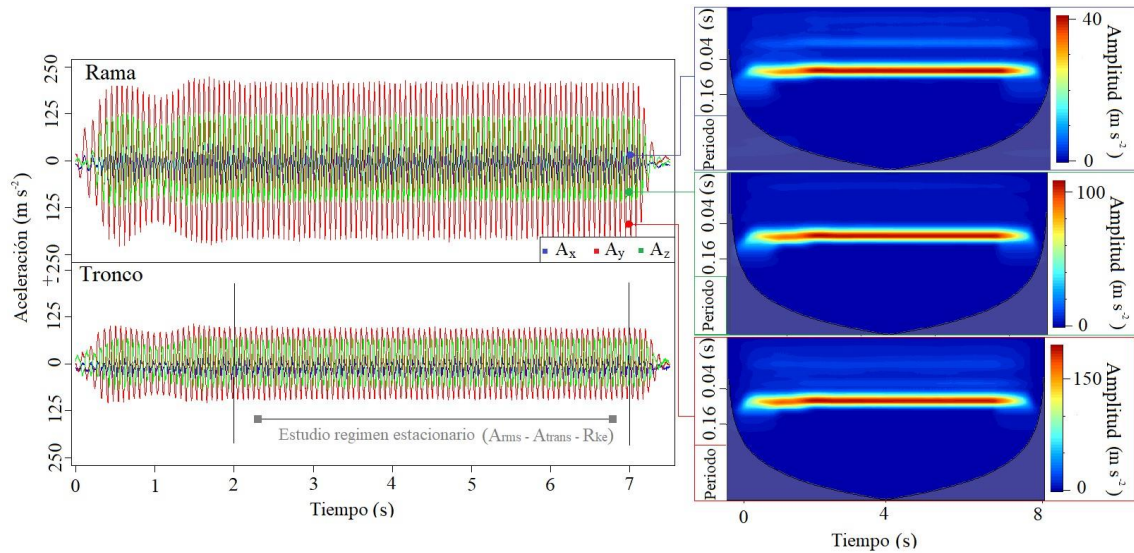 Rama
Aceleración (m s⁻²)
250
125
0
125
+250
-250
Ax Ay Az
Tronco
125
0
125
250
Estudio regimen estacionario (Arms - Atrans - Rke)
0 1 2 3 4 5 6 7
Tiempo (s)
Periodo 0.16 0.04 (s)
40
0
Amplitud (m s⁻²)
Periodo 0.16 0.04 (s)
100
0
Amplitud (m s⁻²)
Periodo 0.16 0.04 (s)
150
0
Amplitud (m s⁻²)
0 4 8
Tiempo (s)